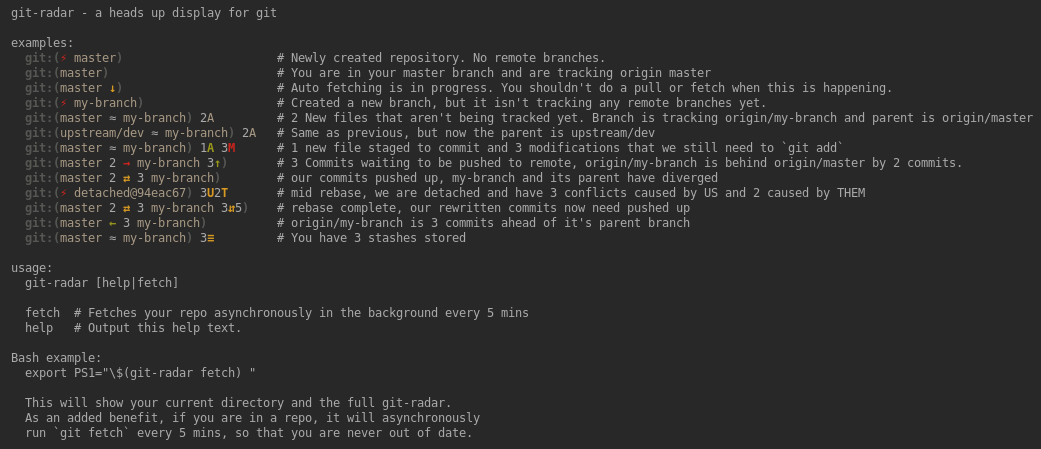 git-radar - a heads up display for git

examples:
  git:(⚡ master)                      # Newly created repository. No remote branches.
  git:(master)                        # You are in your master branch and are tracking origin master
  git:(master ↓)                      # Auto fetching is in progress. You shouldn't do a pull or fetch when this is happening.
  git:(⚡ my-branch)                   # Created a new branch, but it isn't tracking any remote branches yet.
  git:(master ≈ my-branch) 2A         # 2 New files that aren't being tracked yet. Branch is tracking origin/my-branch and parent is origin/master
  git:(upstream/dev ≈ my-branch) 2A   # Same as previous, but now the parent is upstream/dev
  git:(master ≈ my-branch) 1A 3M      # 1 new file staged to commit and 3 modifications that we still need to `git add`
  git:(master 2 → my-branch 3↑)       # 3 Commits waiting to be pushed to remote, origin/my-branch is behind origin/master by 2 commits.
  git:(master 2 ⇄ 3 my-branch)        # our commits pushed up, my-branch and its parent have diverged
  git:(⚡ detached@94eac67) 3U2T       # mid rebase, we are detached and have 3 conflicts caused by US and 2 caused by THEM
  git:(master 2 ⇄ 3 my-branch 3⇵5)    # rebase complete, our rewritten commits now need pushed up
  git:(master ← 3 my-branch)          # origin/my-branch is 3 commits ahead of it's parent branch
  git:(master ≈ my-branch) 3≡         # You have 3 stashes stored

usage:
  git-radar [help|fetch]

  fetch  # Fetches your repo asynchronously in the background every 5 mins
  help   # Output this help text.

Bash example:
  export PS1="\$(git-radar fetch) "

  This will show your current directory and the full git-radar.
  As an added benefit, if you are in a repo, it will asynchronously
  run `git fetch` every 5 mins, so that you are never out of date.